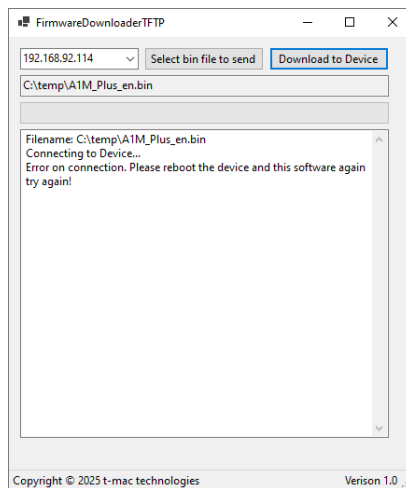 FirmwareDownloaderTFTP
192.168.92.114
Select bin file to send
Download to Device
C:\temp\A1M_Plus_en.bin
Filename: C:\temp\A1M_Plus_en.bin
Connecting to Device...
Error on connection. Please reboot the device and this software again
try again!
Copyright © 2025 t-mac technologies
Verison 1.0